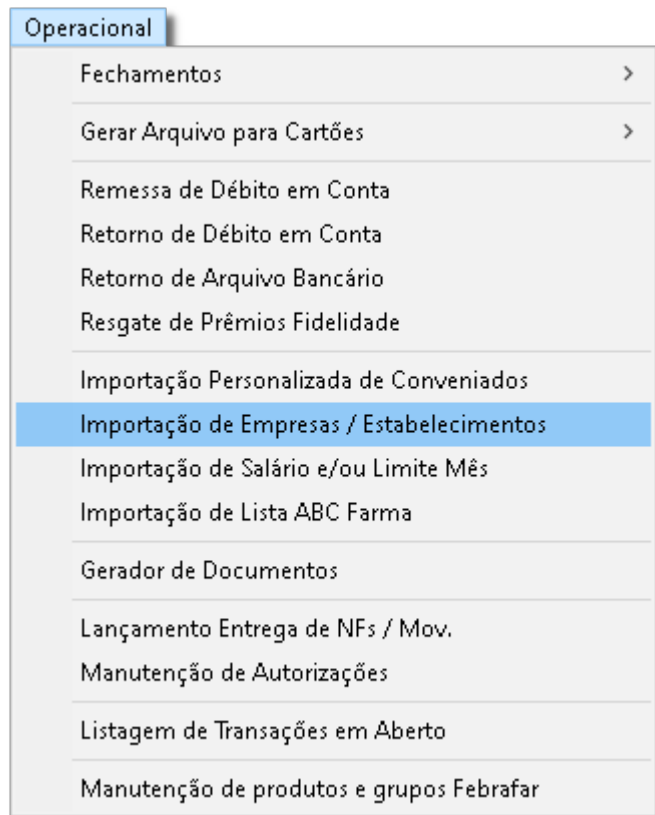 Operacional
Fechamentos
Gerar Arquivo para Cartões
Remessa de Débito em Conta
Retorno de Débito em Conta
Retorno de Arquivo Bancário
Resgate de Prêmios Fidelidade
Importação Personalizada de Conveniados
Importação de Empresas / Estabelecimentos
Importação de Salário e/ou Limite Mês
Importação de Lista ABC Farma
Gerador de Documentos
Lançamento Entrega de NFs / Mov.
Manutenção de Autorizações
Listagem de Transações em Aberto
Manutenção de produtos e grupos Febrafar